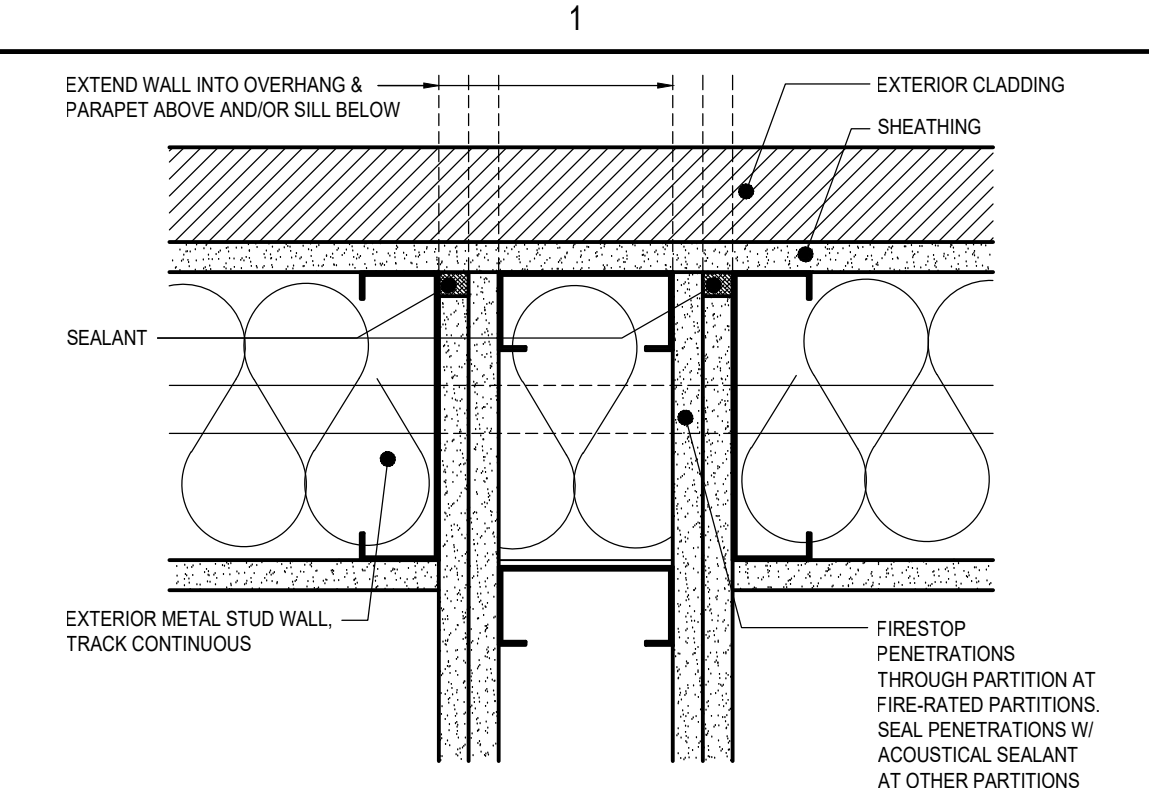 1
EXTEND WALL INTO OVERHANG &
PARAPET ABOVE AND/OR SILL BELOW
EXTERIOR CLADDING
SHEATHING
SEALANT
EXTERIOR METAL STUD WALL,
TRACK CONTINUOUS
FIRESTOP
PENETRATIONS
THROUGH PARTITION AT
FIRE-RATED PARTITIONS.
SEAL PENETRATIONS W/
ACOUSTICAL SEALANT
AT OTHER PARTITIONS